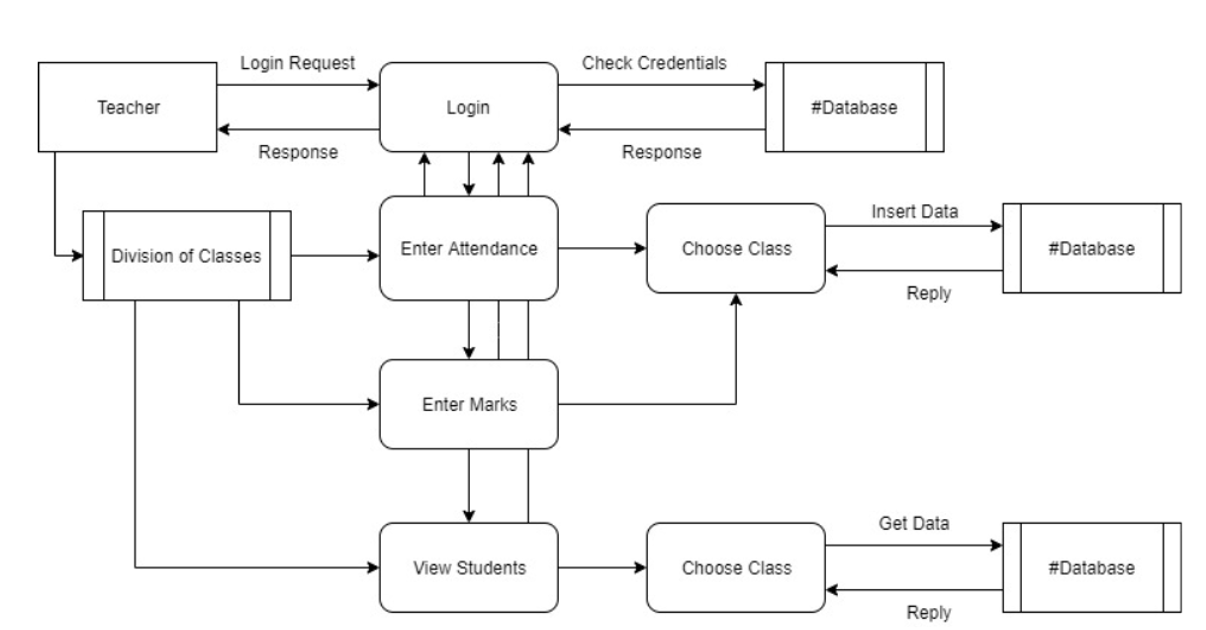 Login Request
Check Credentials
Teacher
Login
#Database
Response
Response
Division of Classes
Enter Attendance
Choose Class
Insert Data
#Database
Reply
Enter Marks
View Students
Choose Class
Get Data
#Database
Reply